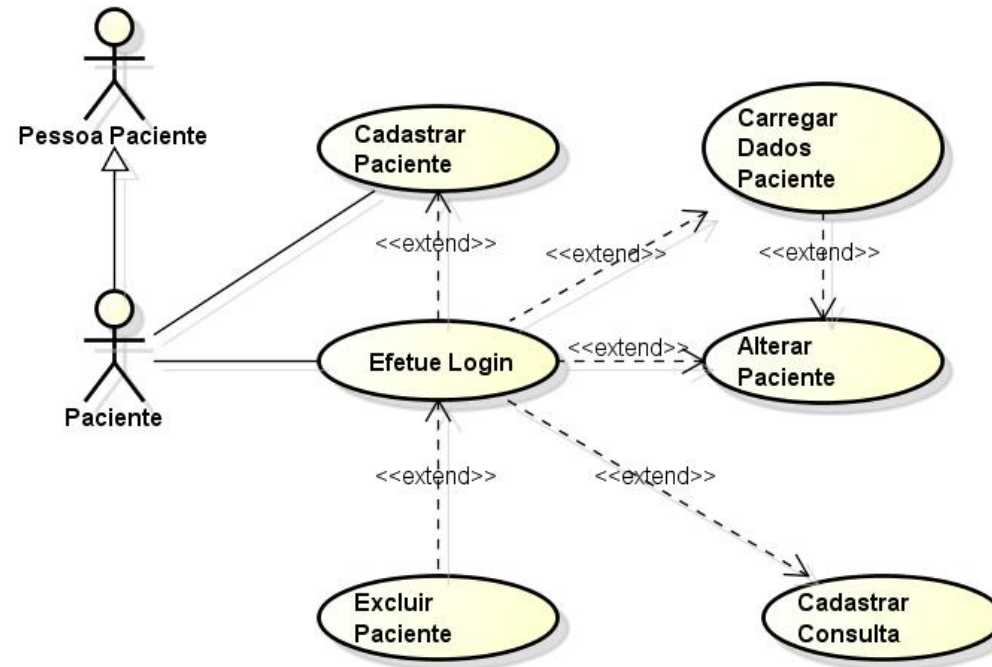 Pessoa Paciente
Cadastrar
Paciente
Carregar
Dados
Paciente
<<extend>>
<<extend>>
<<extend>>
Paciente
Efetue Login
<<extend>>
Alterar
Paciente
<<extend>>
<<extend>>
Excluir
Paciente
Cadastrar
Consulta